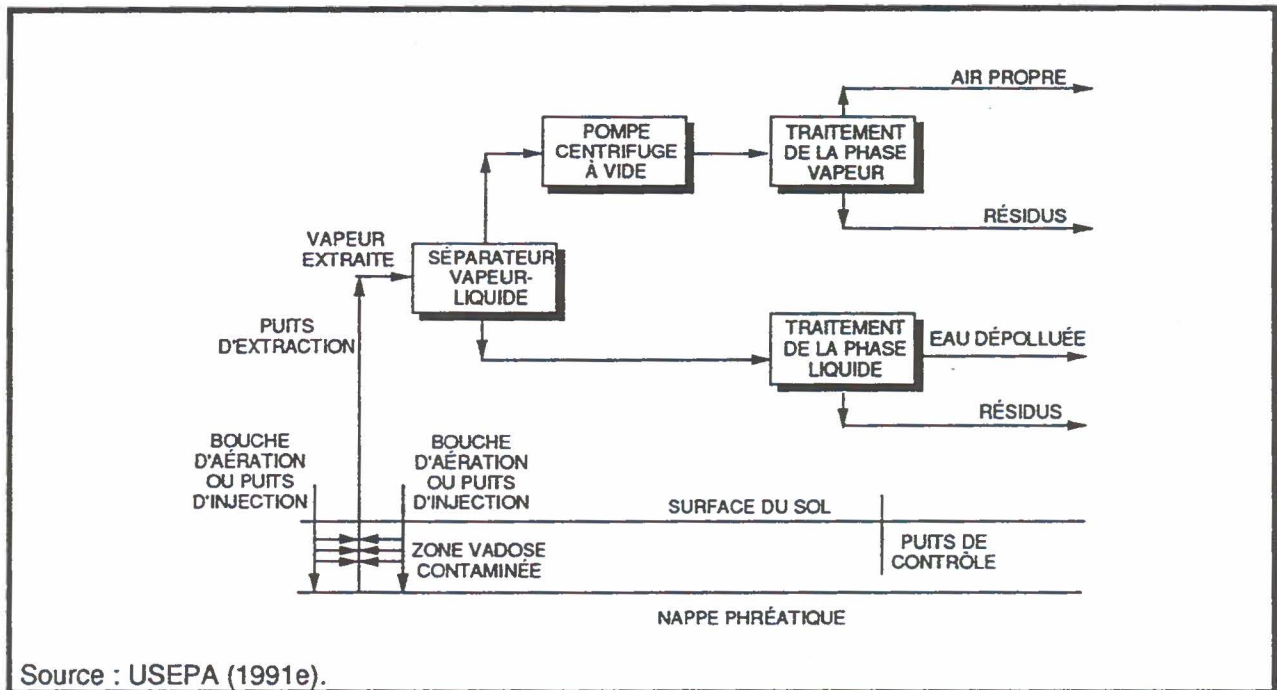 AIR PROPRE
POMPE
CENTRIFUGE
À VIDE
TRAITEMENT
DE LA PHASE
VAPEUR
RÉSIDUS
VAPEUR
EXTRAITE
SÉPARATEUR
VAPEUR-
LIQUIDE
PUITS
D'EXTRACTION
TRAITEMENT
DE LA PHASE
LIQUIDE
EAU DÉPOLLUÉE
RÉSIDUS
BOUCHE
D'AÉRATION
OU PUITS
D'INJECTION
BOUCHE
D'AÉRATION
OU PUITS
D'INJECTION
SURFACE DU SOL
ZONE VADOSE
CONTAMINÉE
PUITS DE
CONTRÔLE
NAPPE PHRÉATIQUE
Source : USEPA (1991e).